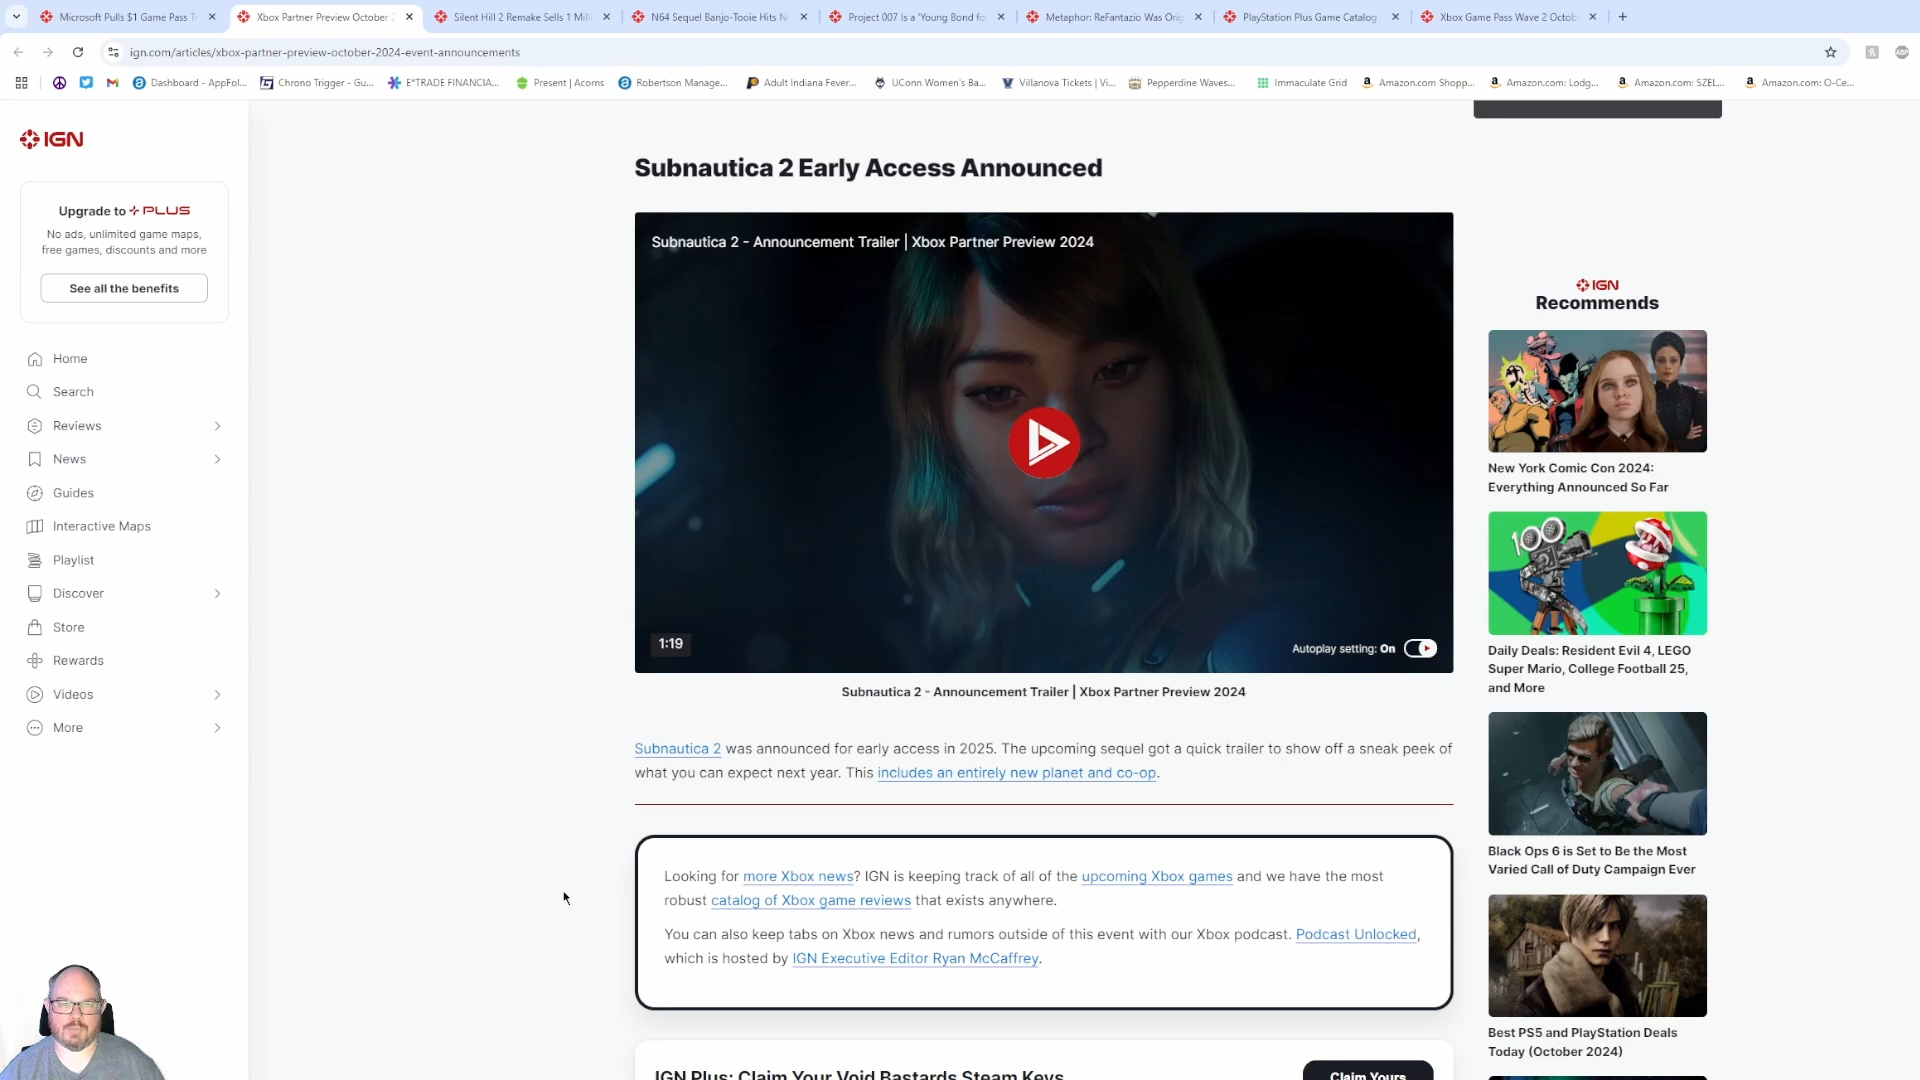 Microsoft Pulls $1 Game Pass T
Xbox Partner Preview October 2
Silent Hill 2 Remake Sells 1 Mill
N64 Sequel Banjo-Tooie Hits Ni
Project 007 Is a 'Young Bond fo
Metaphor: ReFantazio Was Orig
PlayStation Plus Game Catalog
Xbox Game Pass Wave 2 Octob
ign.com/articles/xbox-partner-preview-october-2024-event-announcements
ABP
Dashboard - AppFol...
Chrono Trigger - Gu...
E*TRADE FINANCIA...
Present | Acorns
Robertson Manage...
Adult Indiana Fever...
UConn Women's Ba...
Villanova Tickets | Vi...
Pepperdine Waves...
Immaculate Grid
Amazon.com Shopp...
Amazon.com: Lodg...
Amazon.com: SZEL...
Amazon.com: O-Ce...
IGN
Upgrade to + PLUS
No ads, unlimited game maps,
free games, discounts and more
See all the benefits
Home
Search
Reviews
News
Guides
Interactive Maps
Playlist
Discover
Store
Rewards
Videos
More
Subnautica 2 Early Access Announced
Subnautica 2 - Announcement Trailer | Xbox Partner Preview 2024
1:19
Autoplay setting: On
Subnautica 2 - Announcement Trailer | Xbox Partner Preview 2024
Subnautica 2 was announced for early access in 2025. The upcoming sequel got a quick trailer to show off a sneak peek of
what you can expect next year. This includes an entirely new planet and co-op.
Looking for more Xbox news? IGN is keeping track of all of the upcoming Xbox games and we have the most
robust catalog of Xbox game reviews that exists anywhere.
You can also keep tabs on Xbox news and rumors outside of this event with our Xbox podcast. Podcast Unlocked,
which is hosted by IGN Executive Editor Ryan McCaffrey.
IGN Plus: Claim Your Void Bastards Steam Keys
Claim Yours
IGN
Recommends
New York Comic Con 2024:
Everything Announced So Far
Daily Deals: Resident Evil 4, LEGO
Super Mario, College Football 25,
and More
Black Ops 6 is Set to Be the Most
Varied Call of Duty Campaign Ever
Best PS5 and PlayStation Deals
Today (October 2024)